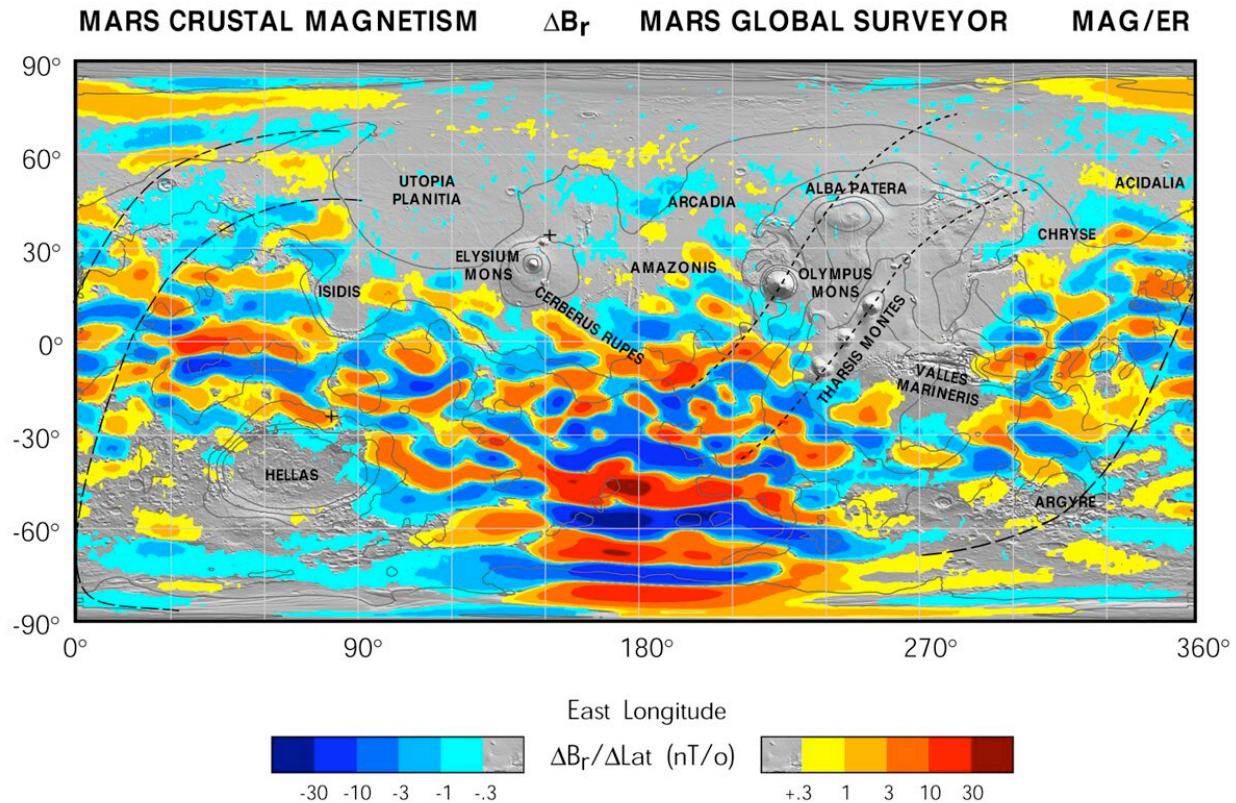 MARS CRUSTAL MAGNETISM ΔBr MARS GLOBAL SURVEYOR MAG/ER
90°
60°
30°
0°
-30°
-60°
-90°
UTOPIA
PLANITIA
ARCADIA
ALBA PATERA
ACIDALIA
CHRYSE
ELYSIUM
MONS
AMAZONIS
OLYMPUS
MONS
ISIDIS
CERBERUS RUPES
THARSIS MONTES
VALLES
MARINERIS
HELLAS
ARGYRE
0° 90° 180° 270° 360°
East Longitude
ΔBr/ΔLat (nT/o)
-30 -10 -3 -1 -.3
+.3 1 3 10 30